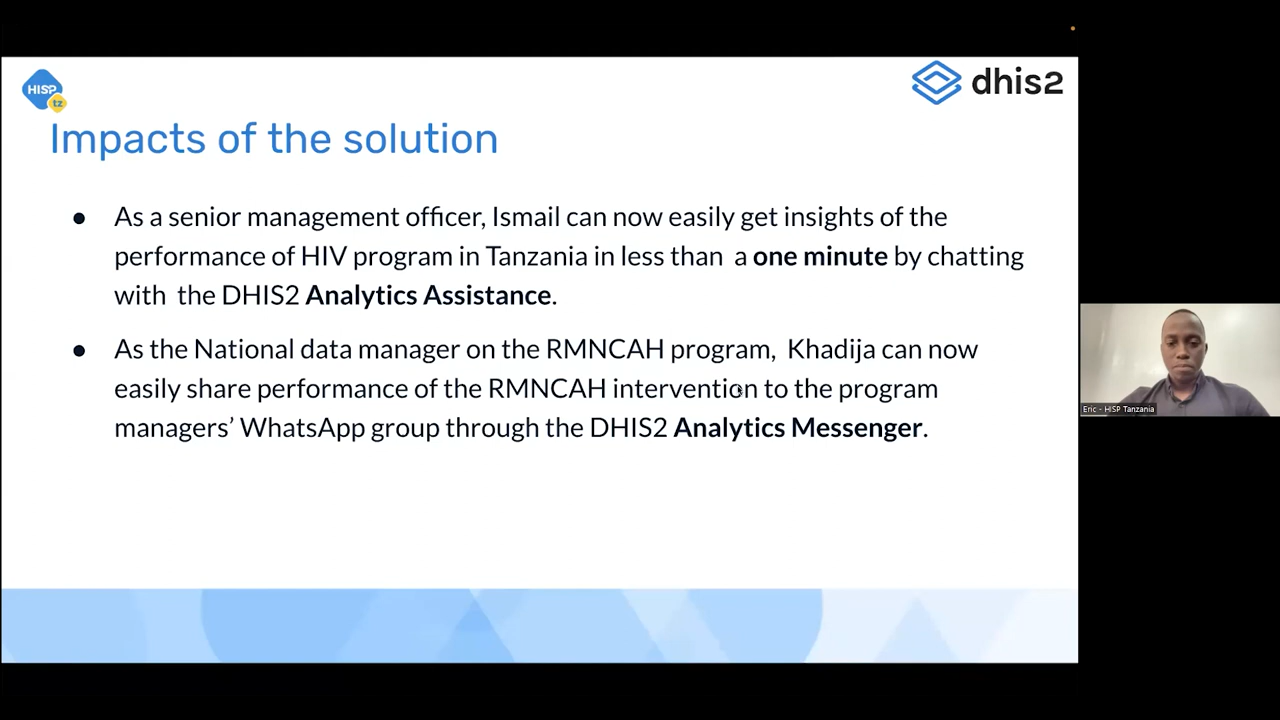 HISP
tz
dhis2
Impacts of the solution
● As a senior management officer, Ismail can now easily get insights of the
performance of HIV program in Tanzania in less than a one minute by chatting
with the DHIS2 Analytics Assistance.
● As the National data manager on the RMNCAH program, Khadija can now
easily share performance of the RMNCAH intervention to the program
managers’ WhatsApp group through the DHIS2 Analytics Messenger.
Eric - HISP Tanzania